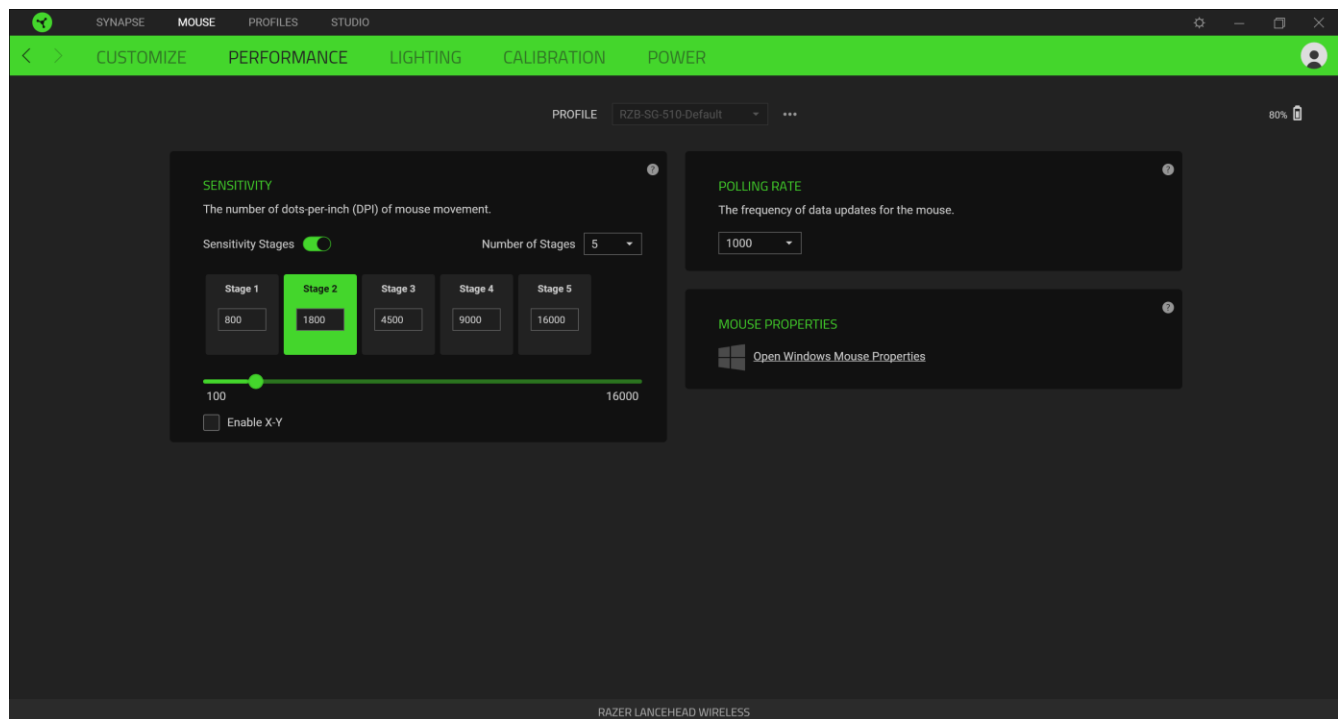 SYNAPSE MOUSE PROFILES STUDIO
CUSTOMIZE PERFORMANCE LIGHTING CALIBRATION POWER
PROFILE RZB-SG-510-Default
80%
SENSITIVITY
The number of dots-per-inch (DPI) of mouse movement.
Sensitivity Stages Number of Stages 5
Stage 1 Stage 2 Stage 3 Stage 4 Stage 5
800 1800 4500 9000 16000
100 16000
Enable X-Y
POLLING RATE
The frequency of data updates for the mouse.
1000
MOUSE PROPERTIES
Open Windows Mouse Properties
RAZER LANCEHEAD WIRELESS